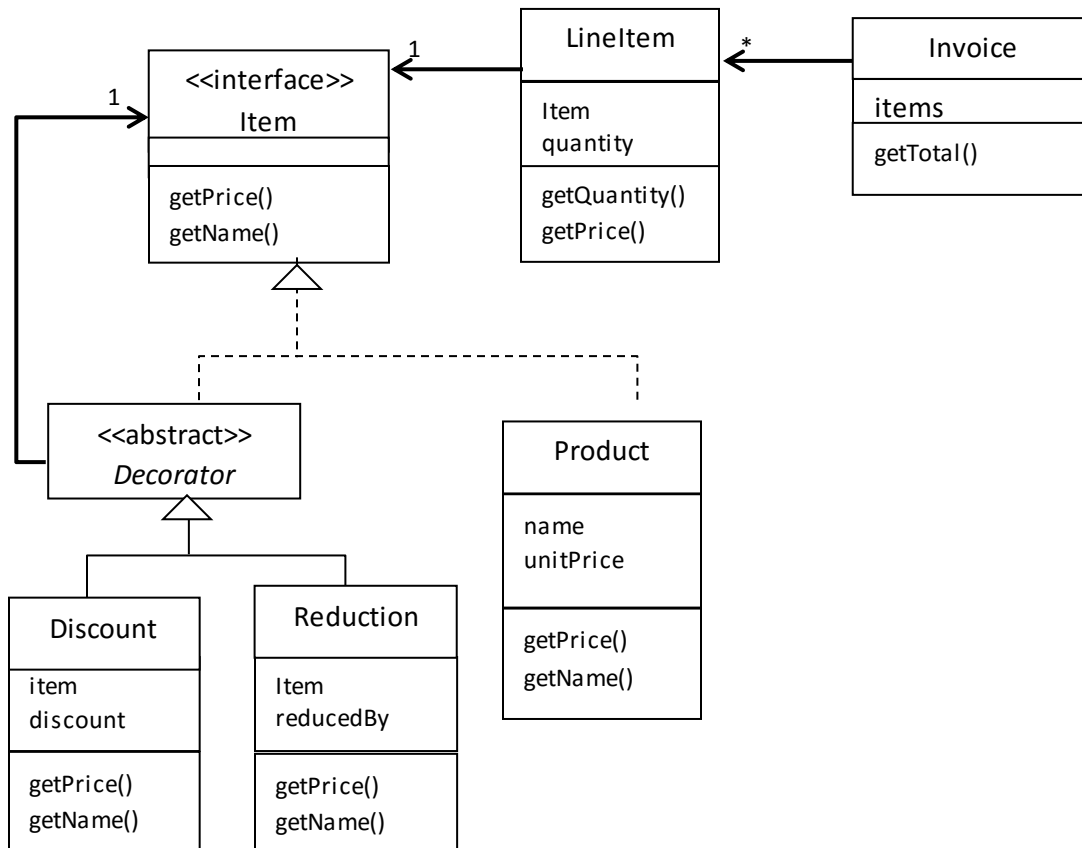 1
<<interface>>
Item
getPrice()
getName()
1
LineItem
Item
quantity
getQuantity()
getPrice()
*
Invoice
items
getTotal()
<<abstract>>
Decorator
Product
name
unitPrice
getPrice()
getName()
Discount
item
discount
getPrice()
getName()
Reduction
Item
reducedBy
getPrice()
getName()